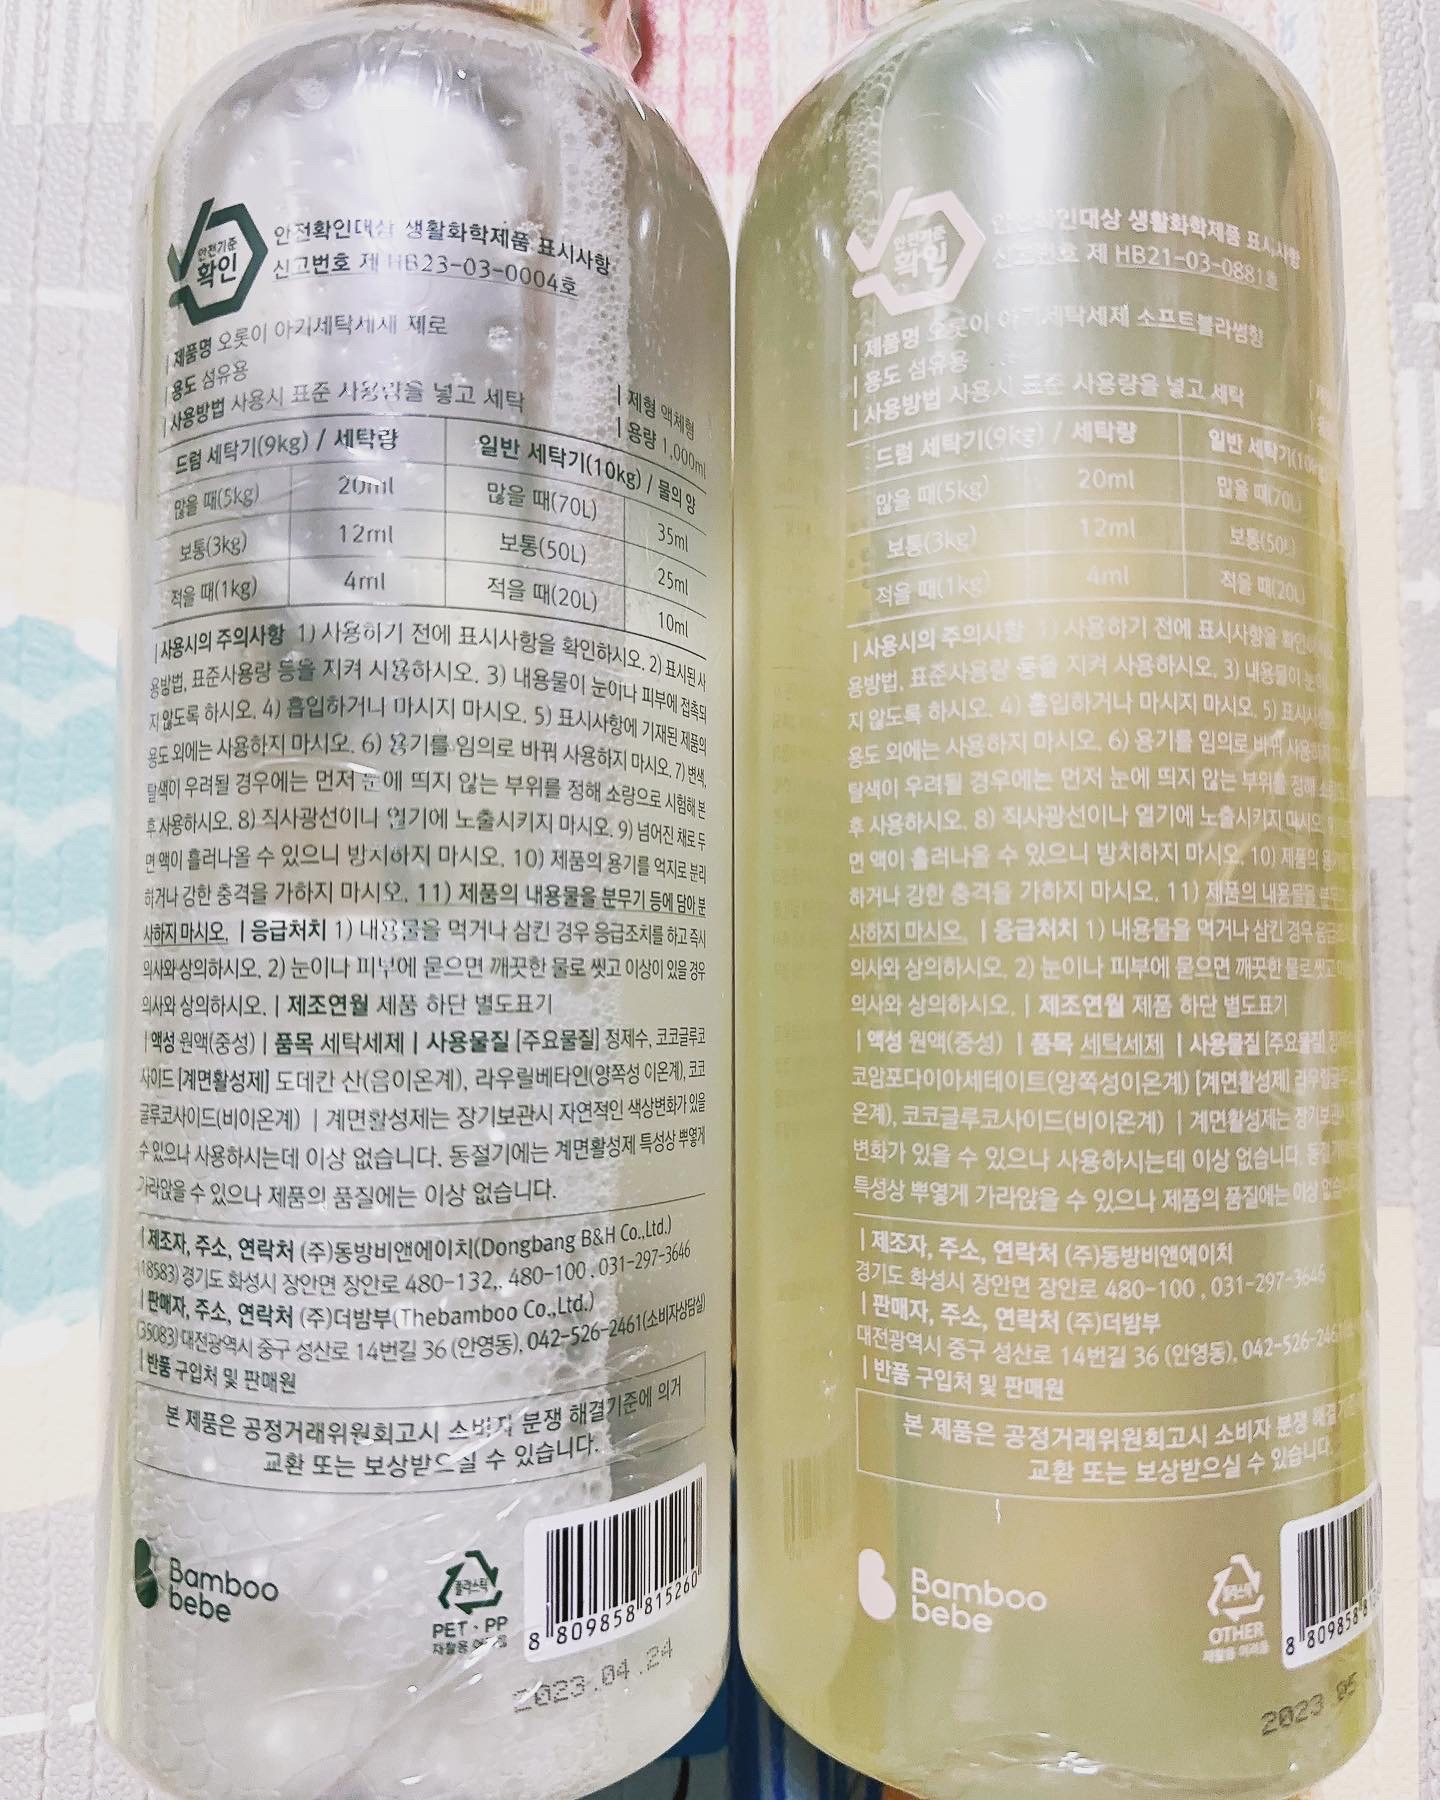 안전기준
확인
안전확인대상 생활화학제품 표시사항
신고번호 제 HB23-03-0004호
| 제품명 오롯이 아기세탁세제 제로
| 용도 섬유용
| 사용방법 사용시 표준 사용량을 넣고 세탁
| 제형 액체형
| 용량 1,000ml
드럼 세탁기(9kg) / 세탁량 일반 세탁기(10kg) / 물의 양
많을 때(5kg) 20ml 많을 때(70L) 35ml
보통(3kg) 12ml 보통(50L) 25ml
적을 때(1kg) 4ml 적을 때(20L) 10ml
| 사용시의 주의사항 1) 사용하기 전에 표시사항을 확인하시오. 2) 표시된 사
용방법, 표준사용량 등을 지켜 사용하시오. 3) 내용물이 눈이나 피부에 접촉되
지 않도록 하시오. 4) 흡입하거나 마시지 마시오. 5) 표시사항에 기재된 제품의
용도 외에는 사용하지 마시오. 6) 용기를 임의로 바꿔 사용하지 마시오. 7) 변색,
탈색이 우려될 경우에는 먼저 눈에 띄지 않는 부위를 정해 소량으로 시험해 본
후 사용하시오. 8) 직사광선이나 열기에 노출시키지 마시오. 9) 넘어진 채로 두
면 액이 흘러나올 수 있으니 방치하지 마시오. 10) 제품의 용기를 억지로 분리
하거나 강한 충격을 가하지 마시오. 11) 제품의 내용물을 분무기 등에 담아 분
사하지 마시오. | 응급처치 1) 내용물을 먹거나 삼킨 경우 응급조치를 하고 즉시
의사와 상의하시오. 2) 눈이나 피부에 묻으면 깨끗한 물로 씻고 이상이 있을 경우
의사와 상의하시오. | 제조연월 제품 하단 별도표기
| 액성 원액(중성) | 품목 세탁세제 | 사용물질 [주요물질] 정제수, 코코글루코
사이드 [계면활성제] 도데칸 산(음이온계), 라우릴베타인(양쪽성 이온계), 코코
글루코사이드(비이온계) | 계면활성제는 장기보관시 자연적인 색상변화가 있을
수 있으나 사용하시는데 이상 없습니다. 동절기에는 계면활성제 특성상 뿌옇게
가라앉을 수 있으나 제품의 품질에는 이상 없습니다.
| 제조자, 주소, 연락처 (주)동방비앤에이치(Dongbang B&H Co.,Ltd.)
(18583) 경기도 화성시 장안면 장안로 480-132,. 480-100 , 031-297-3646
| 판매자, 주소, 연락처 (주)더밤부(Thebamboo Co.,Ltd.)
(35083) 대전광역시 중구 성산로 14번길 36 (안영동), 042-526-2461(소비자상담실)
| 반품 구입처 및 판매원
본 제품은 공정거래위원회고시 소비자 분쟁 해결기준에 의거
교환 또는 보상받으실 수 있습니다.
Bamboo
bebe
플라스틱
PET · PP
재활용 어려움
8 809858 815260
2023.04.24
확인
안전확인대상 생활화학제품 표시사항
신고번호 제 HB21-03-0881호
| 제품명 오롯이 아기세탁세제 소프트블라썸향
| 용도 섬유용
| 사용방법 사용시 표준 사용량을 넣고 세탁
드럼 세탁기(9kg) / 세탁량 일반 세탁기(10kg)
많을 때(5kg) 20ml 많을 때(70L)
보통(3kg) 12ml 보통(50L)
적을 때(1kg) 4ml 적을 때(20L)
| 사용시의 주의사항 사용하기 전에 표시사항을
용방법, 표준사용량 등을 지켜 사용하시오. 3) 내용물이
지 않도록 하시오. 4) 흡입하거나 마시지 마시오. 5)
용도 외에는 사용하지 마시오. 6) 용기를 임의로 바꿔
탈색이 우려될 경우에는 먼저 눈에 띄지 않는 부위를 정해
후 사용하시오. 8) 직사광선이나 열기에 노출시키지 마시오.
면 액이 흘러나올 수 있으니 방치하지 마시오. 10) 제품의
하거나 강한 충격을 가하지 마시오. 11) 제품의 내용물을
사하지 마시오. | 응급처치 1) 내용물을 먹거나 삼킨 경우
의사와 상의하시오. 2) 눈이나 피부에 묻으면 깨끗한 물로 씻고
의사와 상의하시오. | 제조연월 제품 하단 별도표기
| 액성 원액(중성) | 품목 세탁세제 | 사용물질 [주요물질]
코암포다이아세테이트(양쪽성이온계) [계면활성제]
온계), 코코글루코사이드(비이온계) | 계면활성제는
변화가 있을 수 있으나 사용하시는데 이상 없습니다.
특성상 뿌옇게 가라앉을 수 있으나 제품의 품질에는 이상
| 제조자, 주소, 연락처 (주)동방비앤에이치
경기도 화성시 장안면 장안로 480-100 , 031-297-3646
| 판매자, 주소, 연락처 (주)더밤부
대전광역시 중구 성산로 14번길 36 (안영동), 042-526-2461
| 반품 구입처 및 판매원
본 제품은 공정거래위원회고시 소비자 분쟁
교환 또는 보상받으실 수 있습니다.
Bamboo
bebe
플라스틱
OTHER
재활용 어려움
8 809858
2023.05